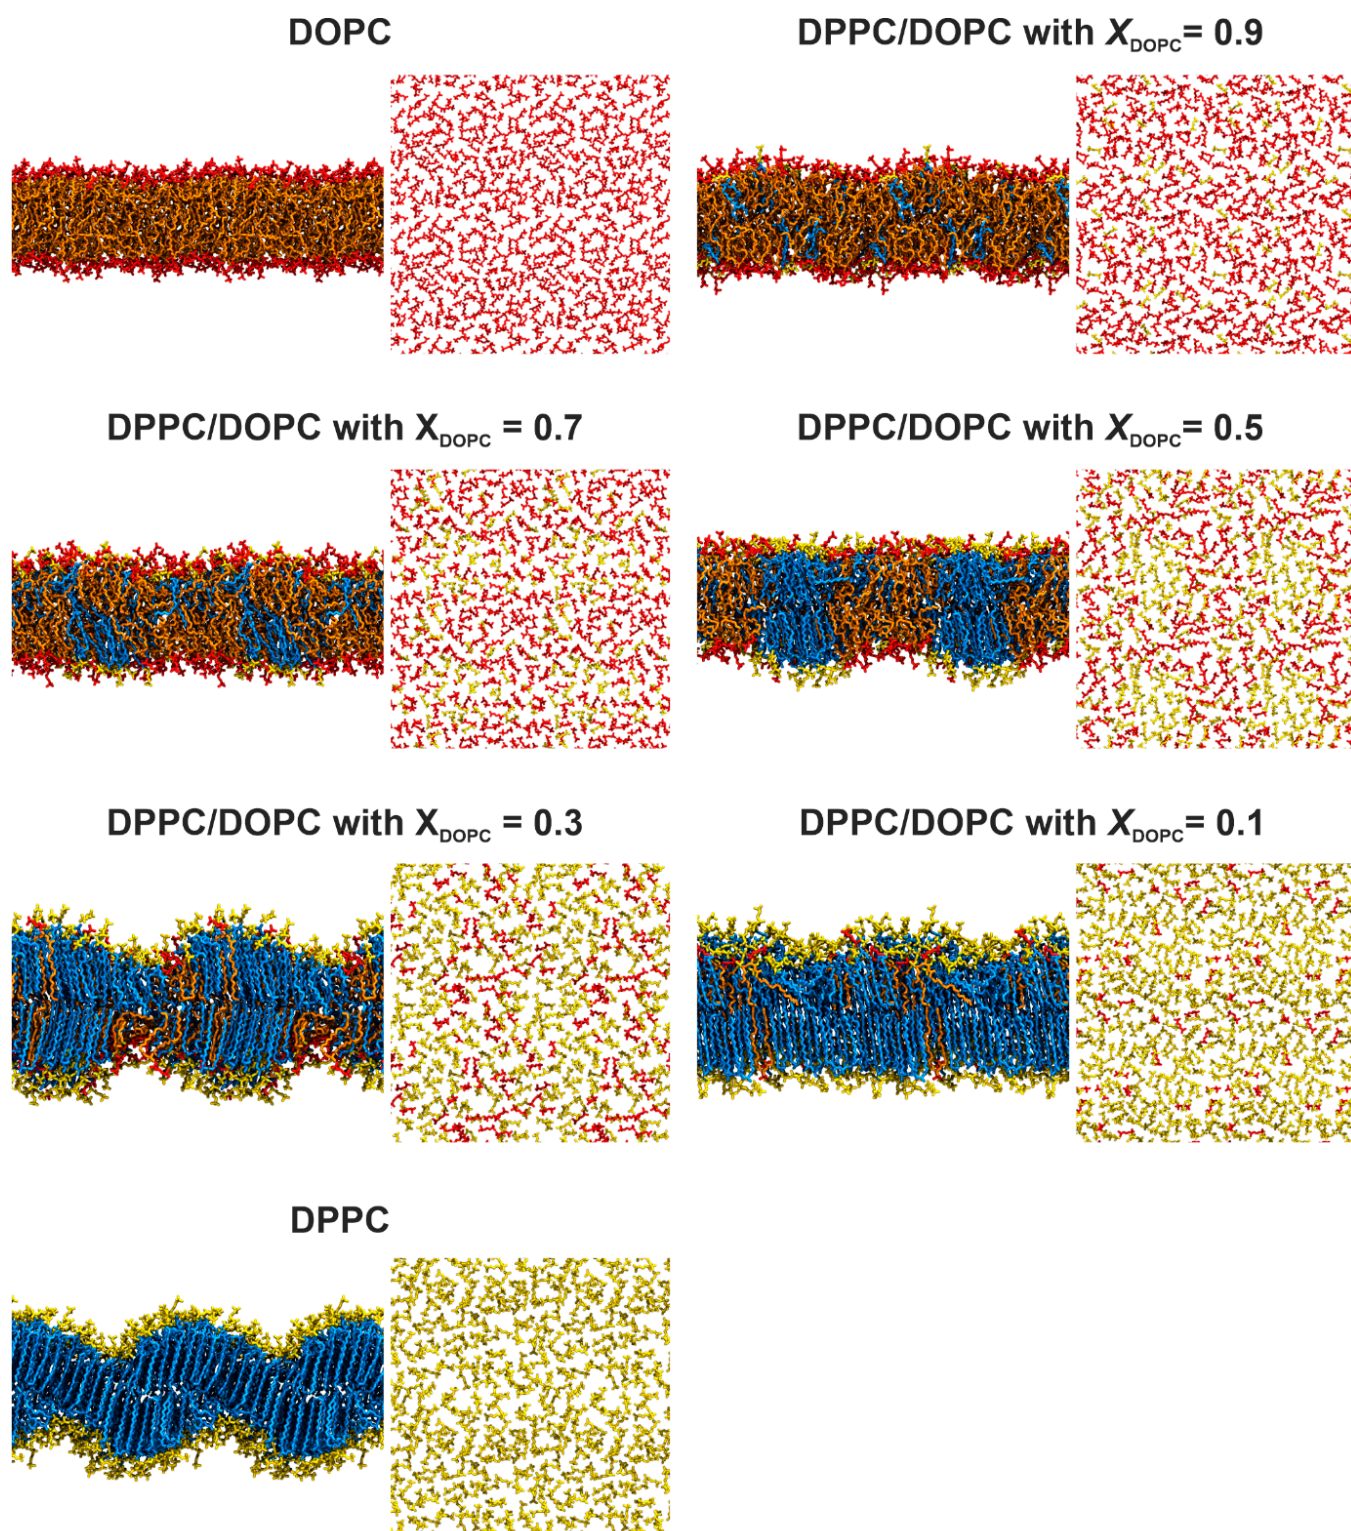 DOPC
DPPC/DOPC with XDOPC= 0.9
DPPC/DOPC with XDOPC = 0.7
DPPC/DOPC with XDOPC= 0.5
DPPC/DOPC with XDOPC = 0.3
DPPC/DOPC with XDOPC= 0.1
DPPC